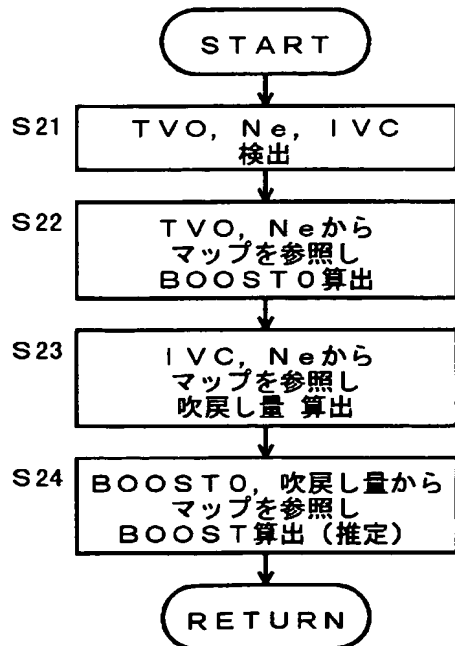 START
S21
TVO, Ne, IVC
検出
S22
TVO, Neから
マップを参照し
BOOST0算出
S23
IVC, Neから
マップを参照し
吹戻し量 算出
S24
BOOST0, 吹戻し量から
マップを参照し
BOOST算出(推定)
RETURN